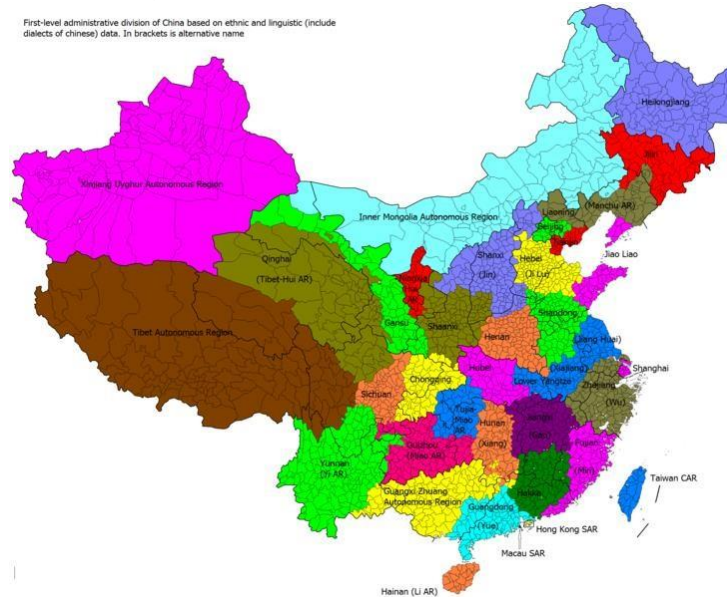 First-level administrative division of China based on ethnic and linguistic (include
dialects of chinese) data. In brackets is alternative name
Heilongjiang
Jilin
Xinjiang Uyghur Autonomous Region
Inner Mongolia Autonomous Region
Liaoning
(Manchu AR)
Beijing
Jiao Liao
Shanxi
(Jin)
Hebei
(Ji Lu)
Qinghai
(Tibet-Hui AR)
Gansu
Shaanxi
Shandong
Tibet Autonomous Region
Henan
(Jiang Huai)
Sichuan
Chongqing
Hubei
Lower Yangtze
Shanghai
Zhejiang
(Wu)
Tujia
Miao
AR
Hunan
(Xiang)
Guizhou
(Miao AR)
Fujian
(Min)
Yunnan
(Yi AR)
Guangxi Zhuang
Autonomous Region
Hakka
Guangdong
(Yue)
Taiwan CAR
Hong Kong SAR
Macau SAR
Hainan (Li AR)